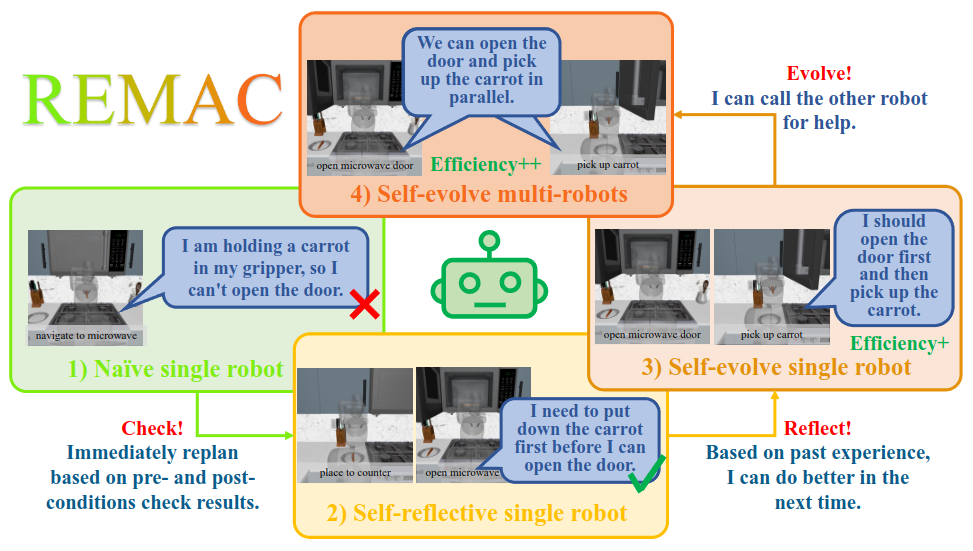 REMAC
We can open the
door and pick
up the carrot in
parallel.
open microwave door
Efficiency++
pick up carrot
4) Self-evolve multi-robots
Evolve!
I can call the other robot
for help.
I am holding a carrot
in my gripper, so I
can't open the door.
navigate to microwave
1) Naïve single robot
Check!
Immediately replan
based on pre- and post-
conditions check results.
place to counter
open microwave
I need to put
down the carrot
first before I can
open the door.
2) Self-reflective single robot
I should
open the
door first
and then
pick up the
carrot.
open microwave door
pick up carrot
Efficiency+
3) Self-evolve single robot
Reflect!
Based on past experience,
I can do better in the
next time.